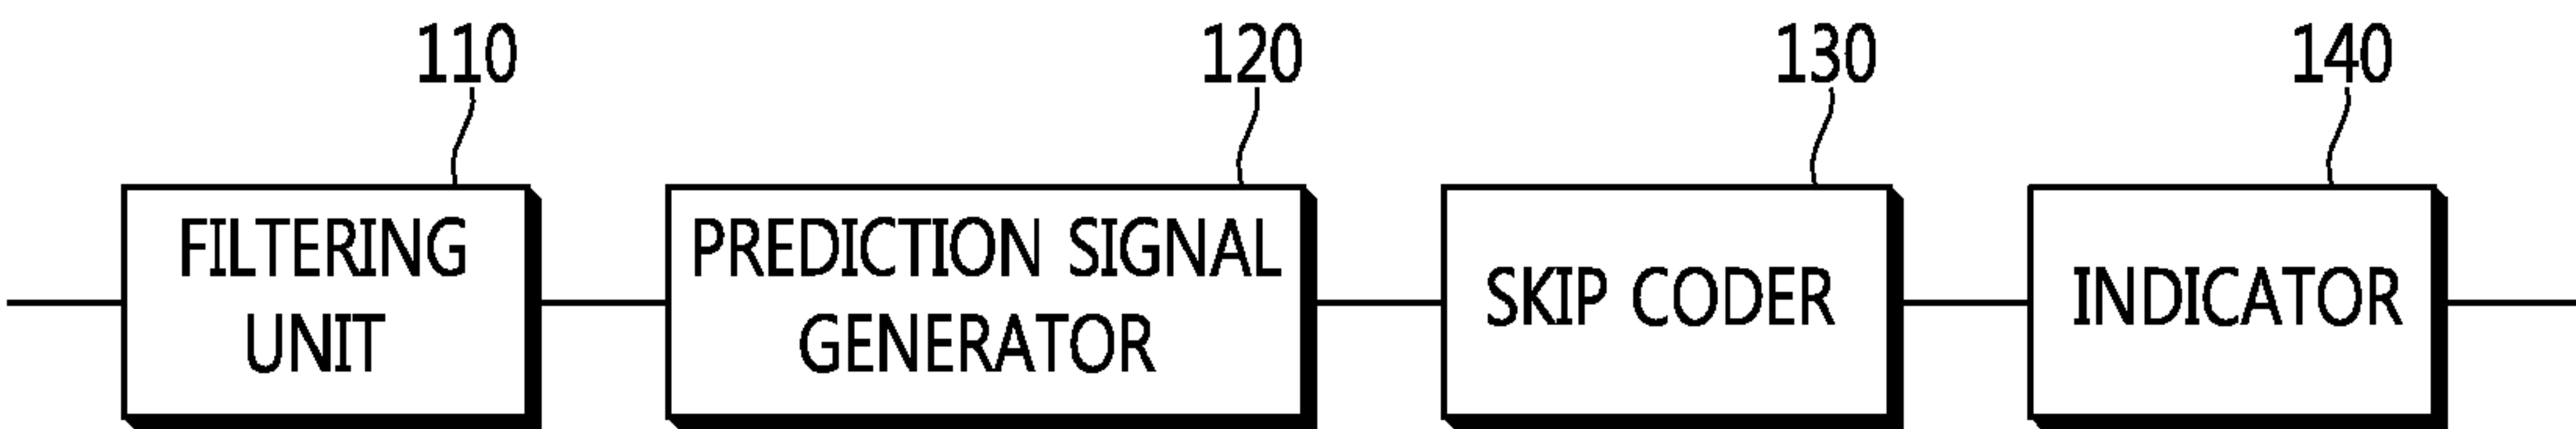 110
120
130
140
FILTERING
UNIT
PREDICTION SIGNAL
GENERATOR
SKIP CODER
INDICATOR